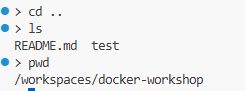 > cd ..
> ls
README.md  test
> pwd
/workspaces/docker-workshop